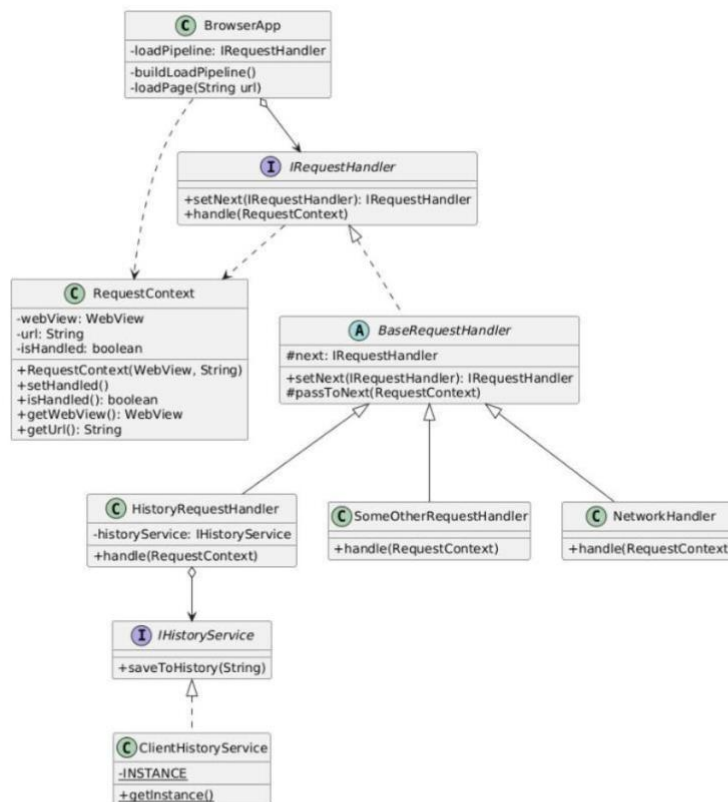 C BrowserApp
-loadPipeline: IRequestHandler
-buildLoadPipeline()
-loadPage(String url)
I IRequestHandler
+setNext(IRequestHandler): IRequestHandler
+handle(RequestContext)
C RequestContext
-webView: WebView
-url: String
-isHandled: boolean
+RequestContext(WebView, String)
+setHandled()
+isHandled(): boolean
+getWebView(): WebView
+getUrl(): String
A BaseRequestHandler
#next: IRequestHandler
+setNext(IRequestHandler): IRequestHandler
#passToNext(RequestContext)
C HistoryRequestHandler
-historyService: IHistoryService
+handle(RequestContext)
C SomeOtherRequestHandler
+handle(RequestContext)
C NetworkHandler
+handle(RequestContext
I IHistoryService
+saveToHistory(String)
C ClientHistoryService
-INSTANCE
+getInstance()